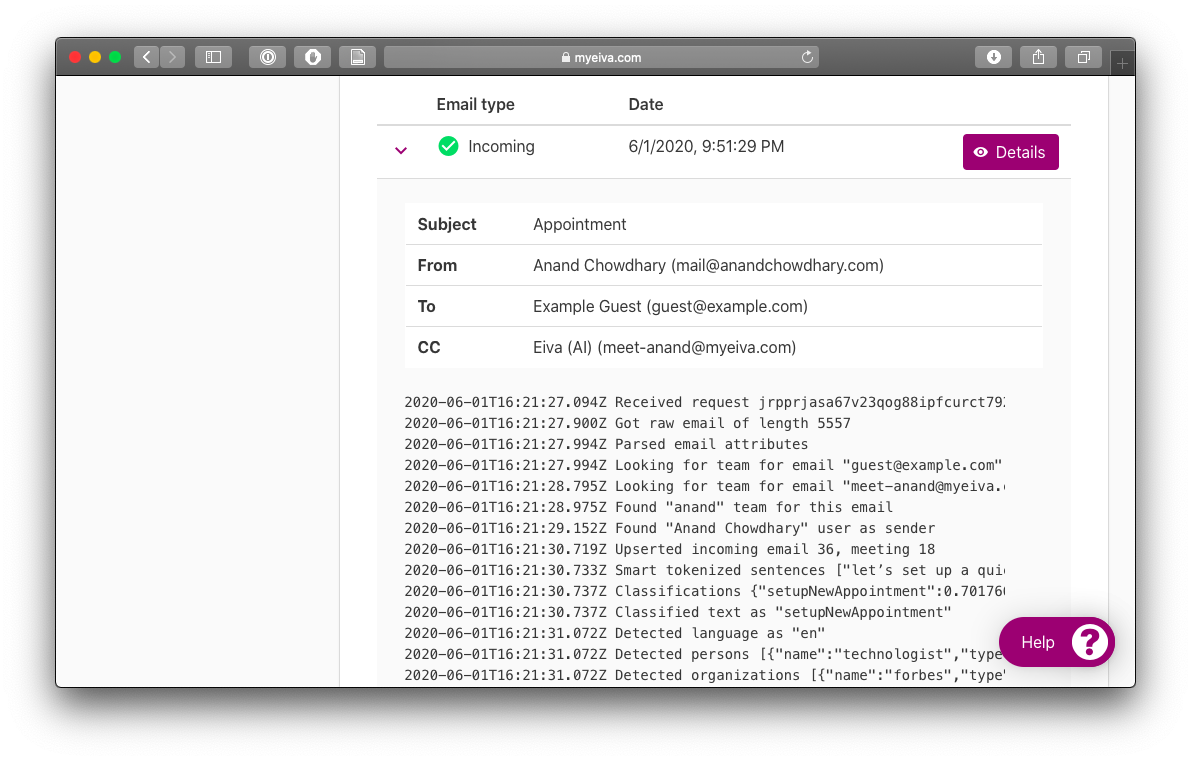 myeiva.com
Email type Date
Incoming 6/1/2020, 9:51:29 PM Details
Subject Appointment
From Anand Chowdhary (mail@anandchowdhary.com)
To Example Guest (guest@example.com)
CC Eiva (AI) (meet-anand@myeiva.com)
2020-06-01T16:21:27.094Z Received request jrpprjasa67v23qog88ipfcurct79
2020-06-01T16:21:27.900Z Got raw email of length 5557
2020-06-01T16:21:27.994Z Parsed email attributes
2020-06-01T16:21:27.994Z Looking for team for email "guest@example.com"
2020-06-01T16:21:28.795Z Looking for team for email "meet-anand@myeiva.
2020-06-01T16:21:28.975Z Found "anand" team for this email
2020-06-01T16:21:29.152Z Found "Anand Chowdhary" user as sender
2020-06-01T16:21:30.719Z Upserted incoming email 36, meeting 18
2020-06-01T16:21:30.733Z Smart tokenized sentences ["let’s set up a qui
2020-06-01T16:21:30.737Z Classifications {"setupNewAppointment":0.70176
2020-06-01T16:21:30.737Z Classified text as "setupNewAppointment"
2020-06-01T16:21:31.072Z Detected language as "en"
2020-06-01T16:21:31.072Z Detected persons [{"name":"technologist","type
2020-06-01T16:21:31.072Z Detected organizations [{"name":"forbes","type"
Help ?